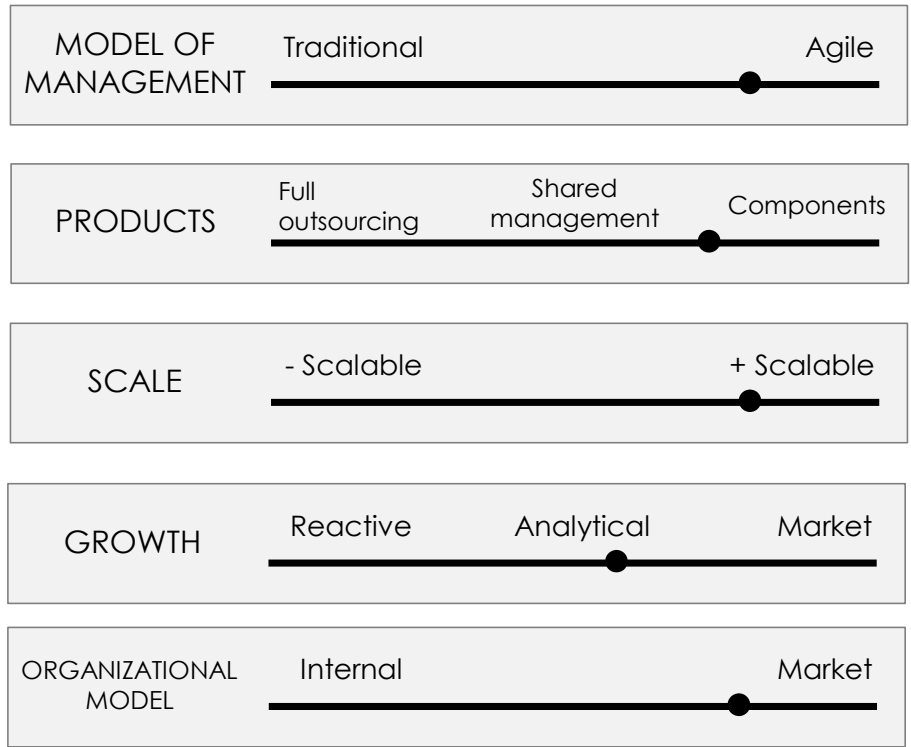 MODEL OF
MANAGEMENT
Traditional
Agile
PRODUCTS
Full
outsourcing
Shared
management
Components
SCALE
- Scalable
+ Scalable
GROWTH
Reactive
Analytical
Market
ORGANIZATIONAL
MODEL
Internal
Market